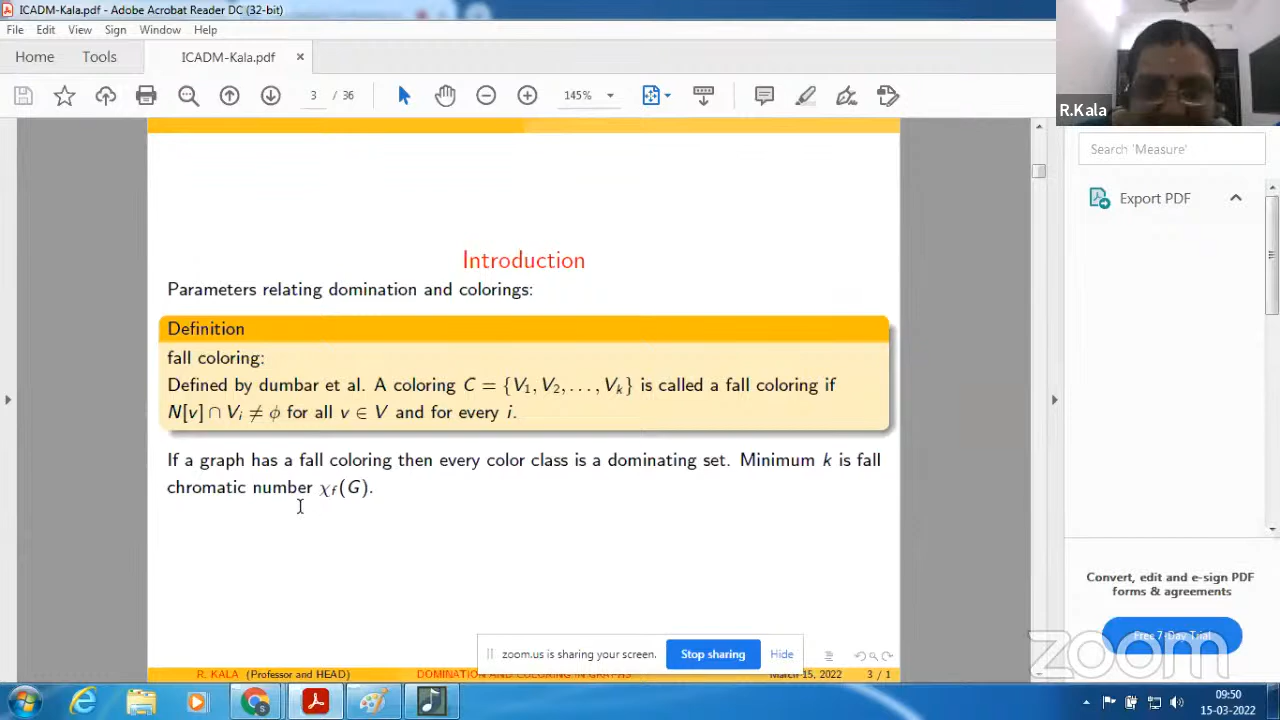 ICADM-Kala.pdf - Adobe Acrobat Reader DC (32-bit)
File Edit View Sign Window Help
Home Tools ICADM-Kala.pdf ×
3 / 36 145%
R.Kala
Search 'Measure'
Export PDF
Introduction
Parameters relating domination and colorings:
Definition
fall coloring:
Defined by dumbar et al. A coloring C = {V₁, V₂, . . . , Vₖ} is called a fall coloring if
N[v] ∩ Vᵢ ≠ ϕ for all v ∈ V and for every i.
If a graph has a fall coloring then every color class is a dominating set. Minimum k is fall
chromatic number χf(G).
Convert, edit and e-sign PDF
forms & agreements
Free 7-Day Trial
zoom
zoom.us is sharing your screen. Stop sharing Hide
R. KALA (Professor and HEAD) DOMINATION AND COLORING IN GRAPHS March 15, 2022 3 / 1
09:50
15-03-2022